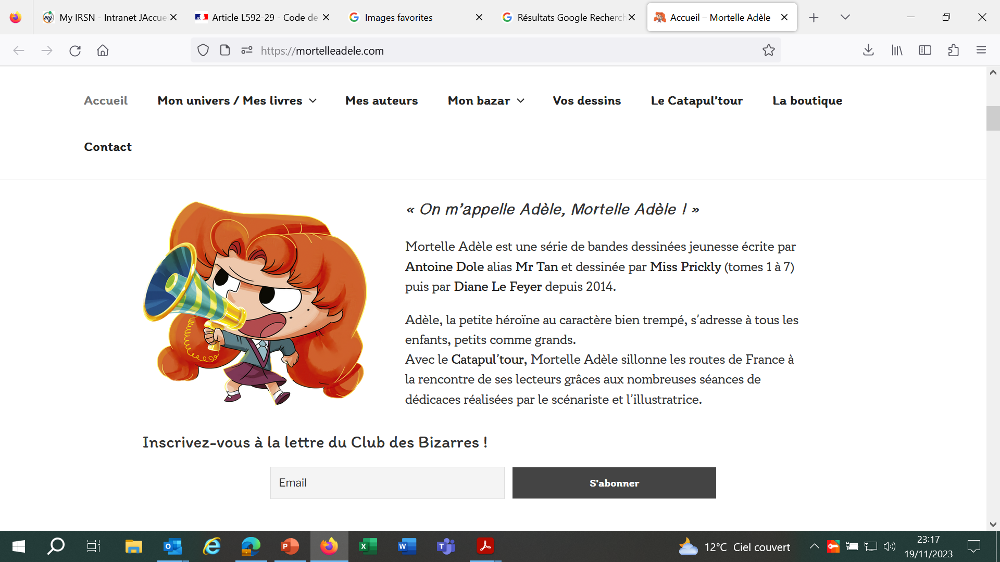 My IRSN - Intranet JAccue
Article L592-29 - Code de
Images favorites
Résultats Google Recherch
Accueil – Mortelle Adèle
https://mortelleadele.com
Accueil
Mon univers / Mes livres
Mes auteurs
Mon bazar
Vos dessins
Le Catapul’tour
La boutique
Contact
« On m’appelle Adèle, Mortelle Adèle ! »
Mortelle Adèle est une série de bandes dessinées jeunesse écrite par
Antoine Dole alias Mr Tan et dessinée par Miss Prickly (tomes 1 à 7)
puis par Diane Le Feyer depuis 2014.
Adèle, la petite héroïne au caractère bien trempé, s’adresse à tous les
enfants, petits comme grands.
Avec le Catapul’tour, Mortelle Adèle sillonne les routes de France à
la rencontre de ses lecteurs grâces aux nombreuses séances de
dédicaces réalisées par le scénariste et l’illustratrice.
Inscrivez-vous à la lettre du Club des Bizarres !
Email
S'abonner
12°C Ciel couvert
23:17
19/11/2023